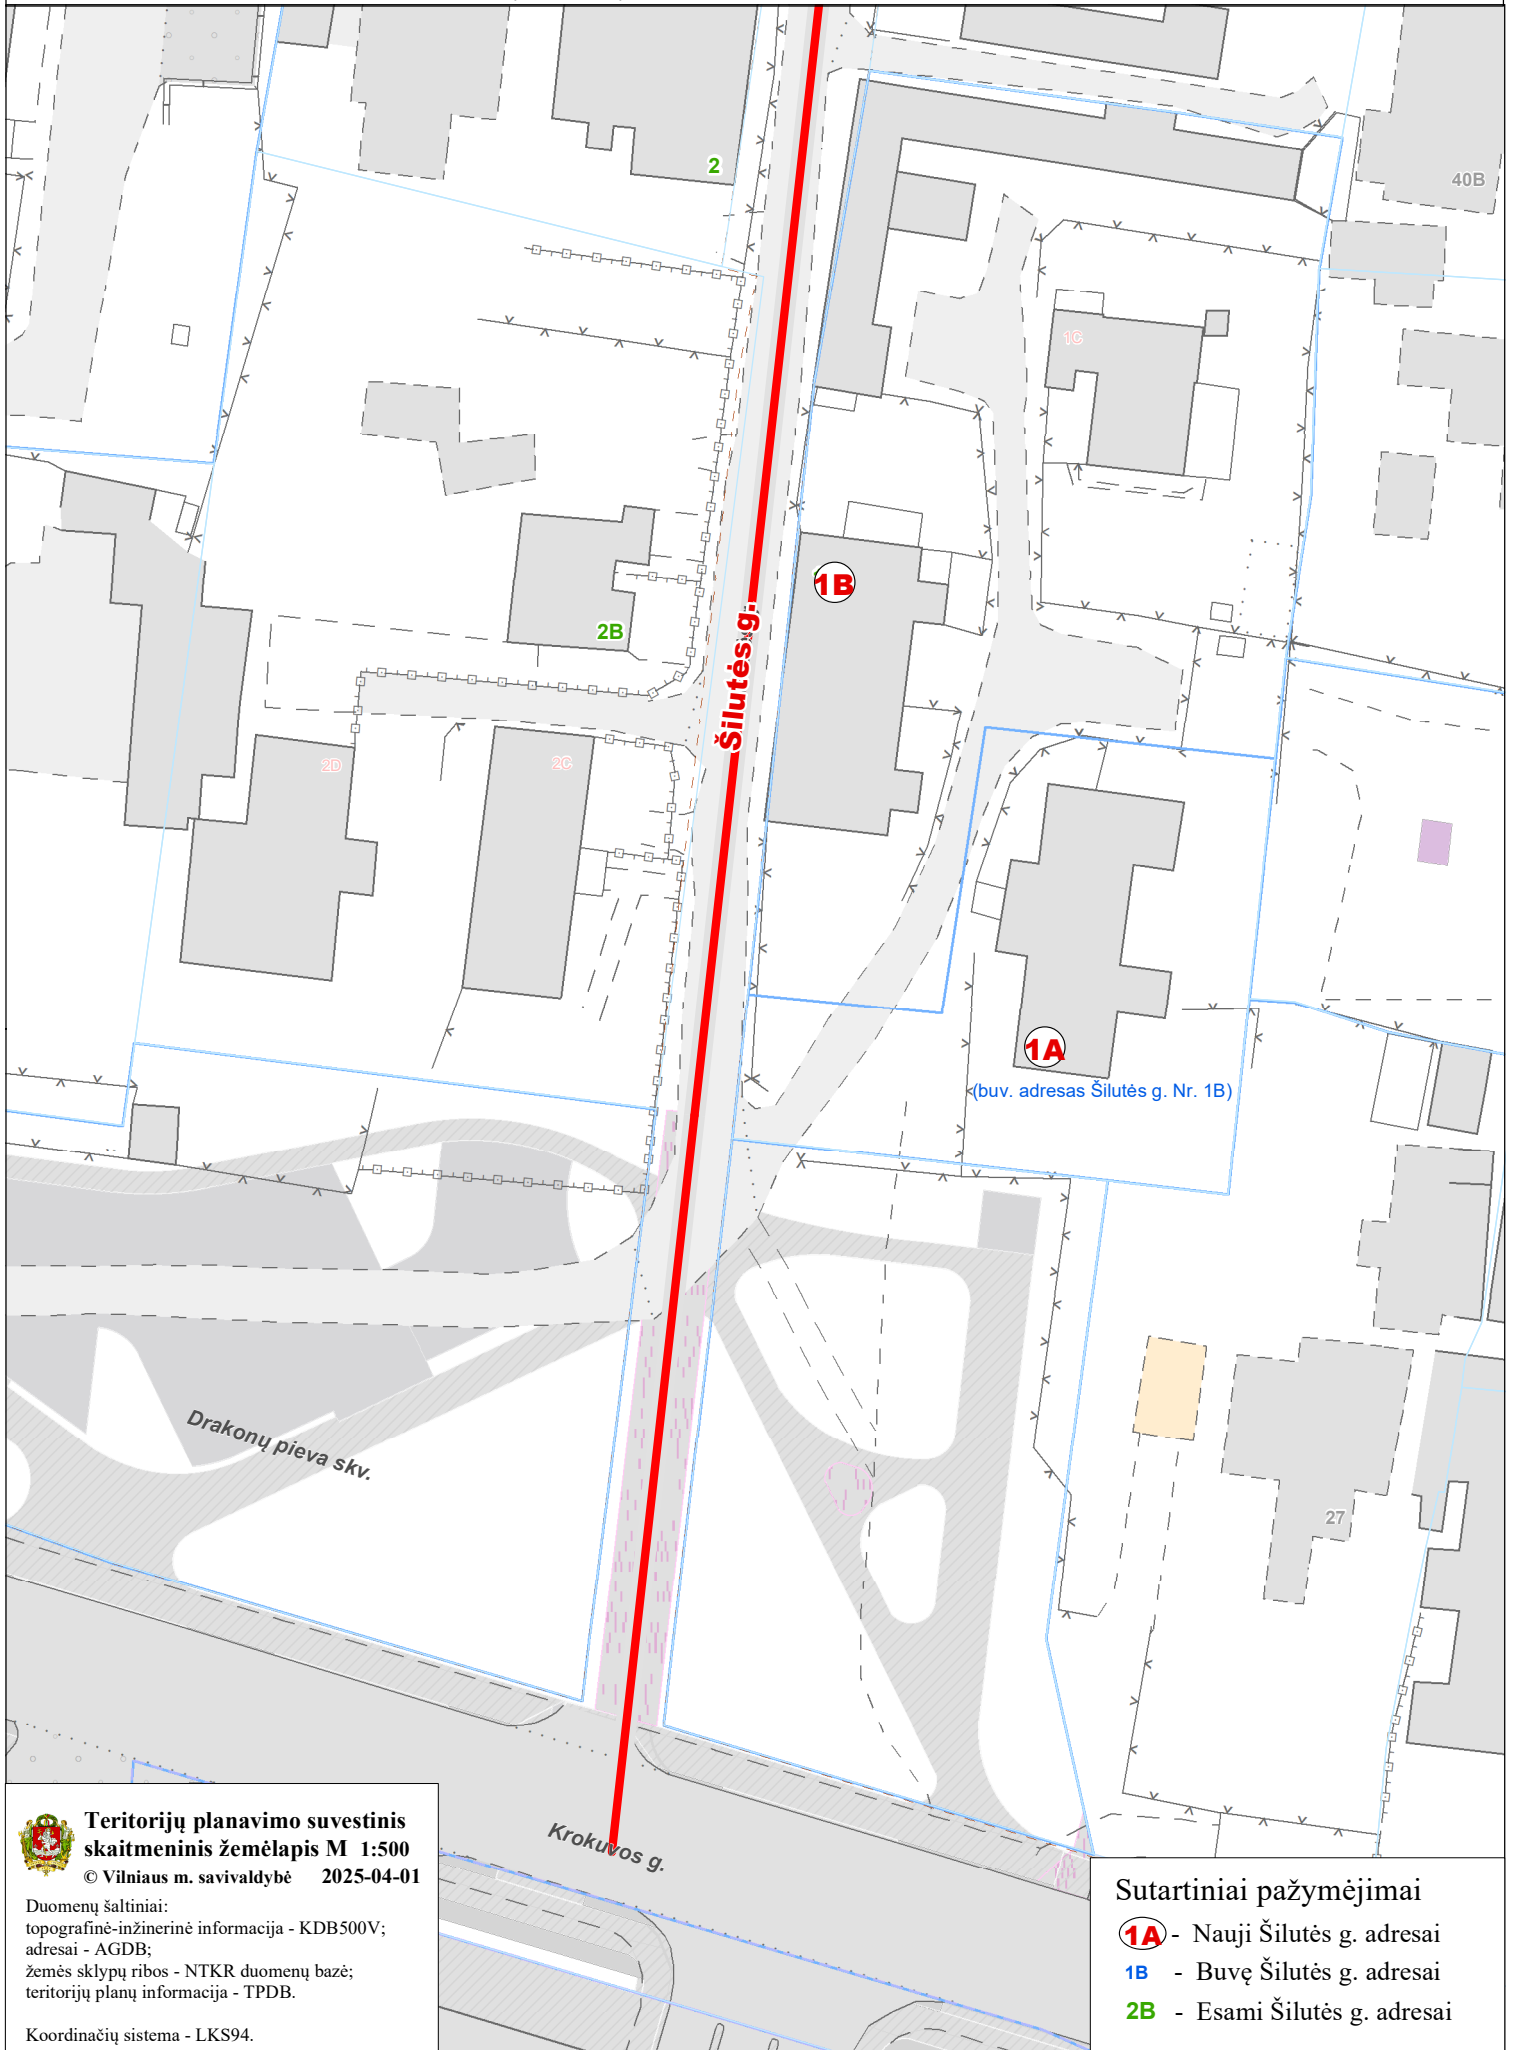 2
40B
1C
1B
2B
Šilutės g.
2D
2C
1A
(buv. adresas Šilutės g. Nr. 1B)
Drakonų pieva skv.
27
Krokuvos g.
Teritorijų planavimo suvestinis
skaitmeninis žemėlapis M 1:500
© Vilniaus m. savivaldybė 2025-04-01
Duomenų šaltiniai:
topografinė-inžinerinė informacija - KDB500V;
adresai - AGDB;
žemės sklypų ribos - NTKR duomenų bazė;
teritorijų planų informacija - TPDB.
Koordinačių sistema - LKS94.
Sutartiniai pažymėjimai
1A - Nauji Šilutės g. adresai
1B - Buvę Šilutės g. adresai
2B - Esami Šilutės g. adresai